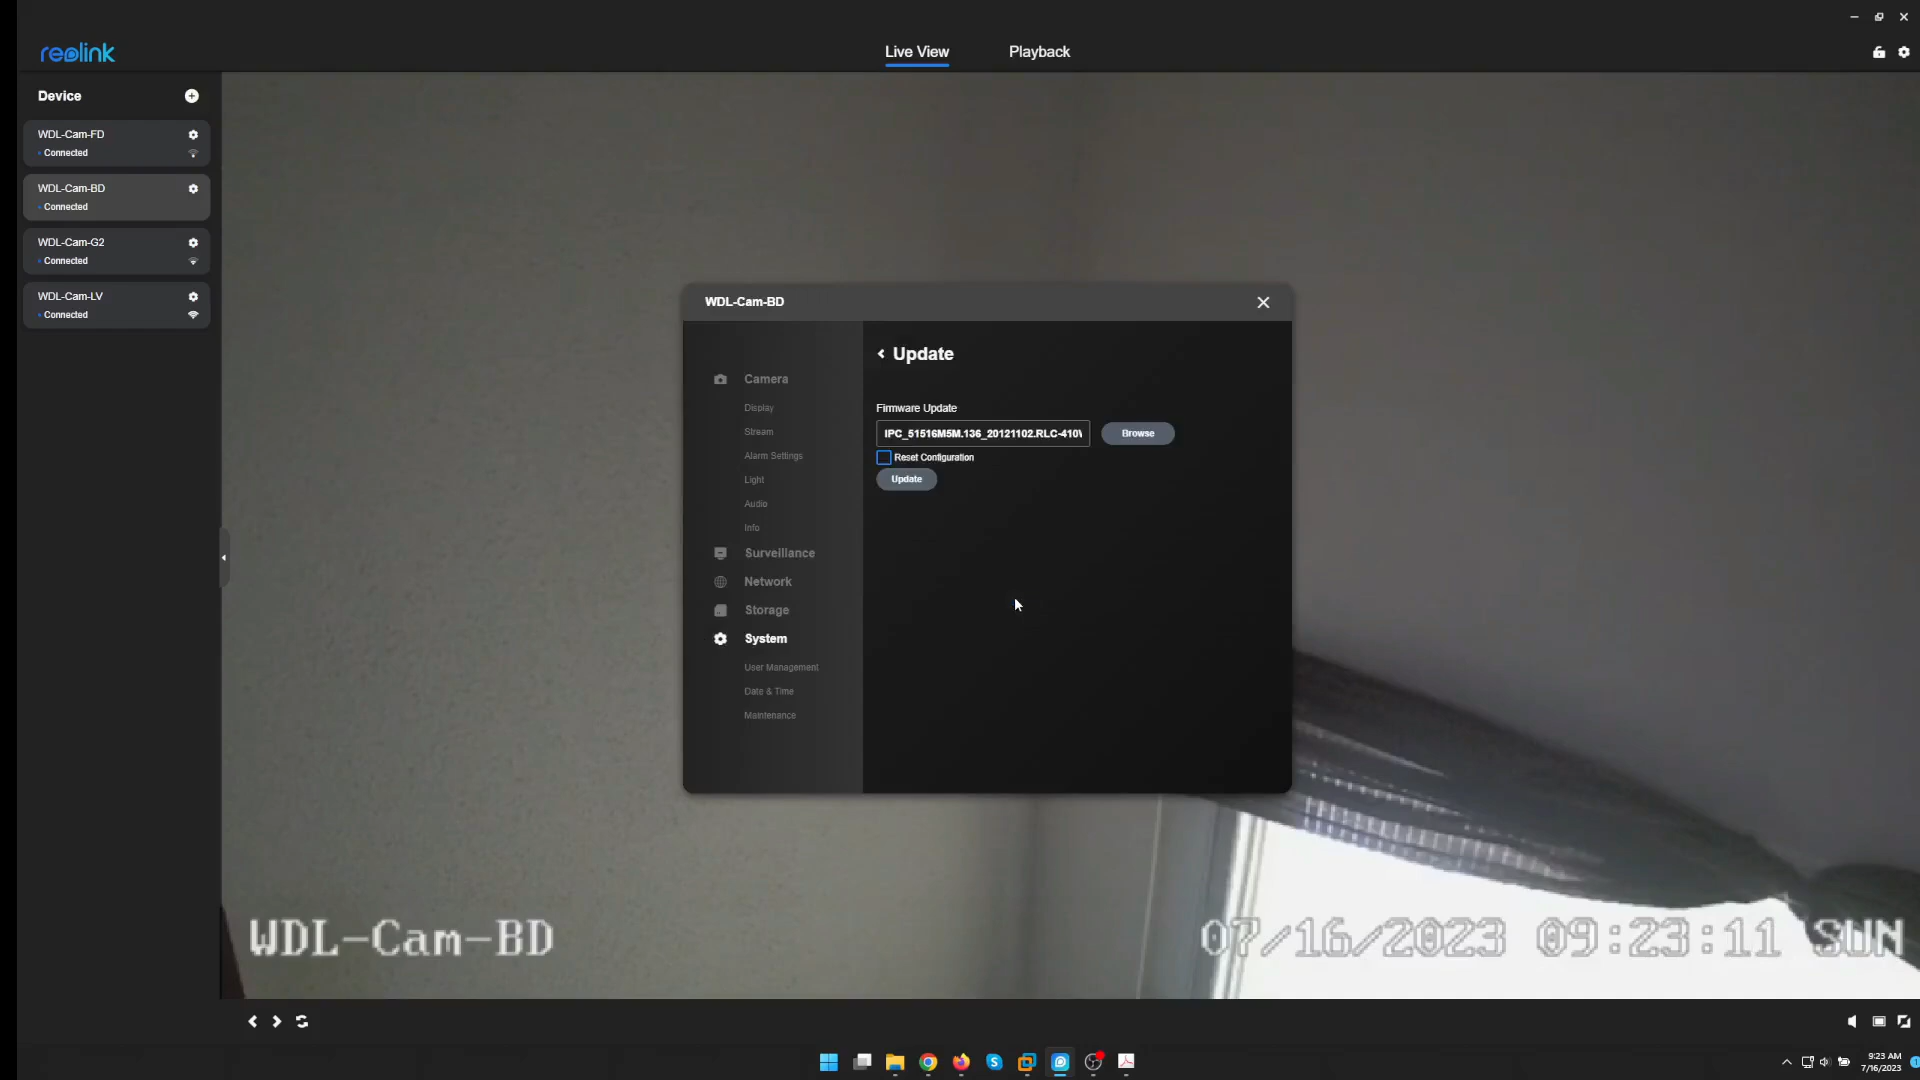 reolink
Live View
Playback
Device
WDL-Cam-FD
Connected
WDL-Cam-BD
Connected
WDL-Cam-G2
Connected
WDL-Cam-LV
Connected
WDL-Cam-BD
Update
Camera
Display
Stream
Alarm Settings
Light
Audio
Info
Surveillance
Network
Storage
System
User Management
Date & Time
Maintenance
Firmware Update
IPC_51516M5M.136_20121102.RLC-410W
Browse
Reset Configuration
Update
WDL-Cam-BD
07/16/2023 09:23:11 SUN
9:23 AM
7/16/2023